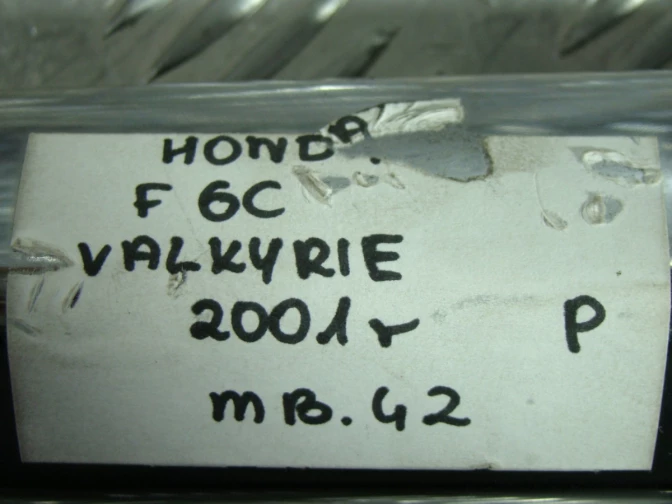 HONDA.
F 6C
VALKYRIE
2001r P
mB. 42